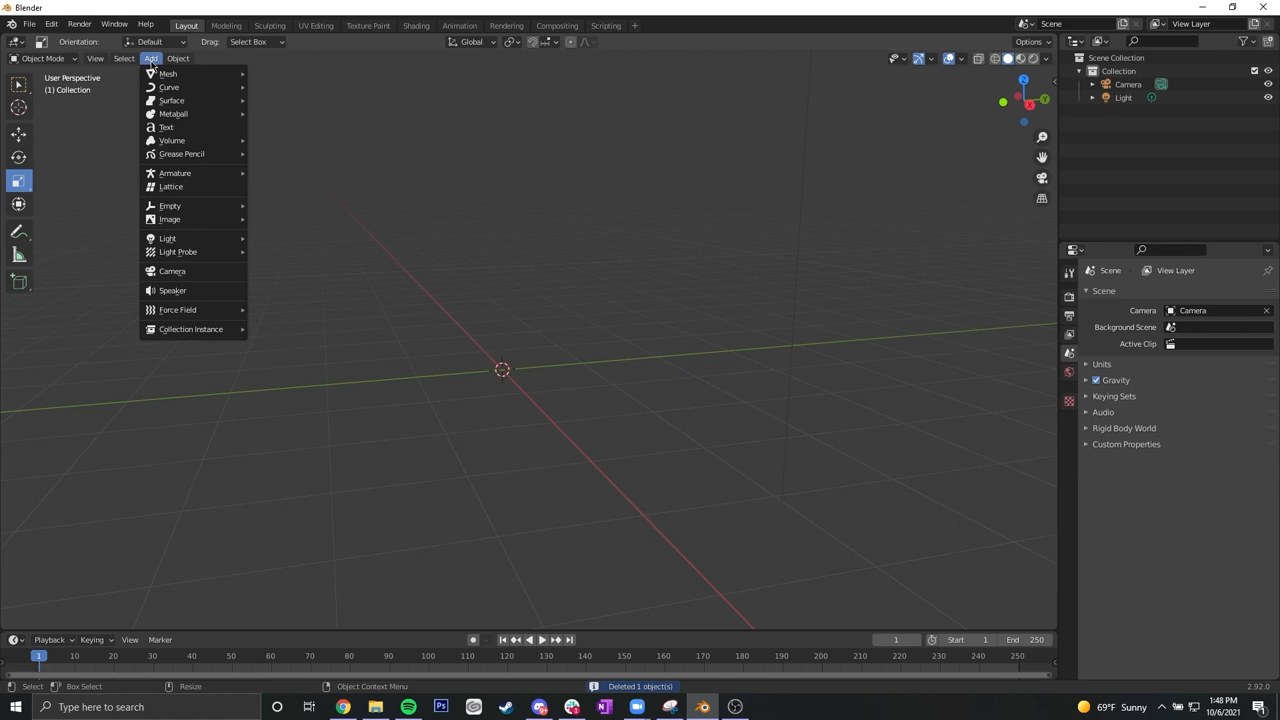 Blender
File Edit Render Window Help Layout Modeling Sculpting UV Editing Texture Paint Shading Animation Rendering Compositing Scripting + Scene View Layer
Orientation: Default Drag: Select Box Global Options
Object Mode View Select Add Object
User Perspective
(1) Collection
Mesh
Curve
Surface
Metaball
Text
Volume
Grease Pencil
Armature
Lattice
Empty
Image
Light
Light Probe
Camera
Speaker
Force Field
Collection Instance
Z
Y
X
Scene Collection
Collection
Camera
Light
Scene View Layer
Scene
Camera Camera
Background Scene
Active Clip
Units
Gravity
Keying Sets
Audio
Rigid Body World
Custom Properties
Playback Keying View Marker 1 Start 1 End 250
1 20 30 40 50 60 70 80 90 100 110 120 130 140 150 160 170 180 190 200 210 220 230 240 250
Select Box Select Resize Object Context Menu Deleted 1 object(s) 2.92.0
Type here to search 69°F Sunny 1:48 PM
10/6/2021